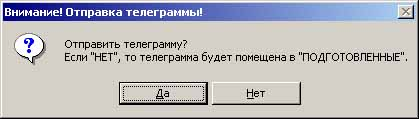 Внимание! Отправка телеграммы!
Отправить телеграмму?
Если "НЕТ", то телеграмма будет помещена в "ПОДГОТОВЛЕННЫЕ".
Да
Нет